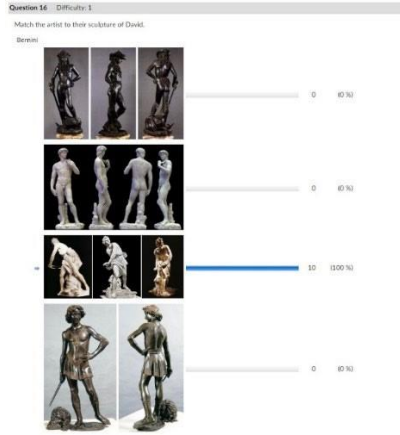 Question 16 Difficulty: 1
Match the artist to their sculpture of David.
Bernini
0 (0 %)
0 (0 %)
10 (100 %)
0 (0 %)